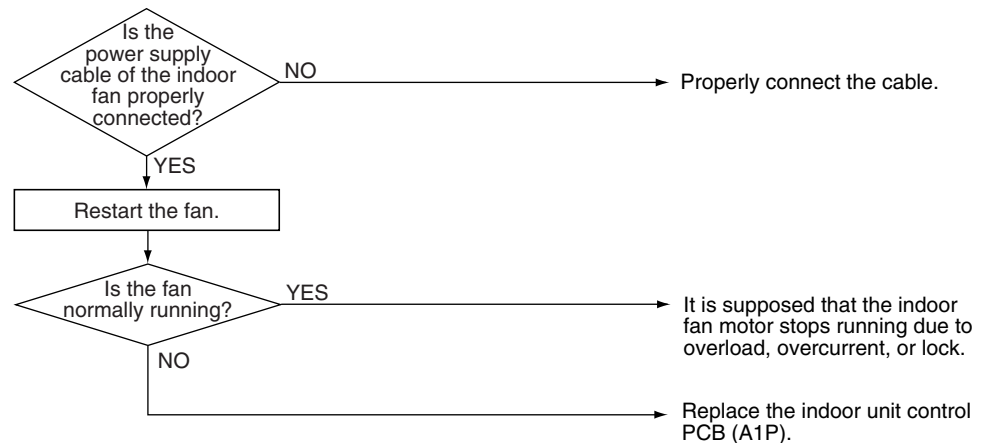 Is the
power supply
cable of the indoor
fan properly
connected?
NO
Properly connect the cable.
YES
Restart the fan.
Is the fan
normally running?
YES
It is supposed that the indoor
fan motor stops running due to
overload, overcurrent, or lock.
NO
Replace the indoor unit control
PCB (A1P).